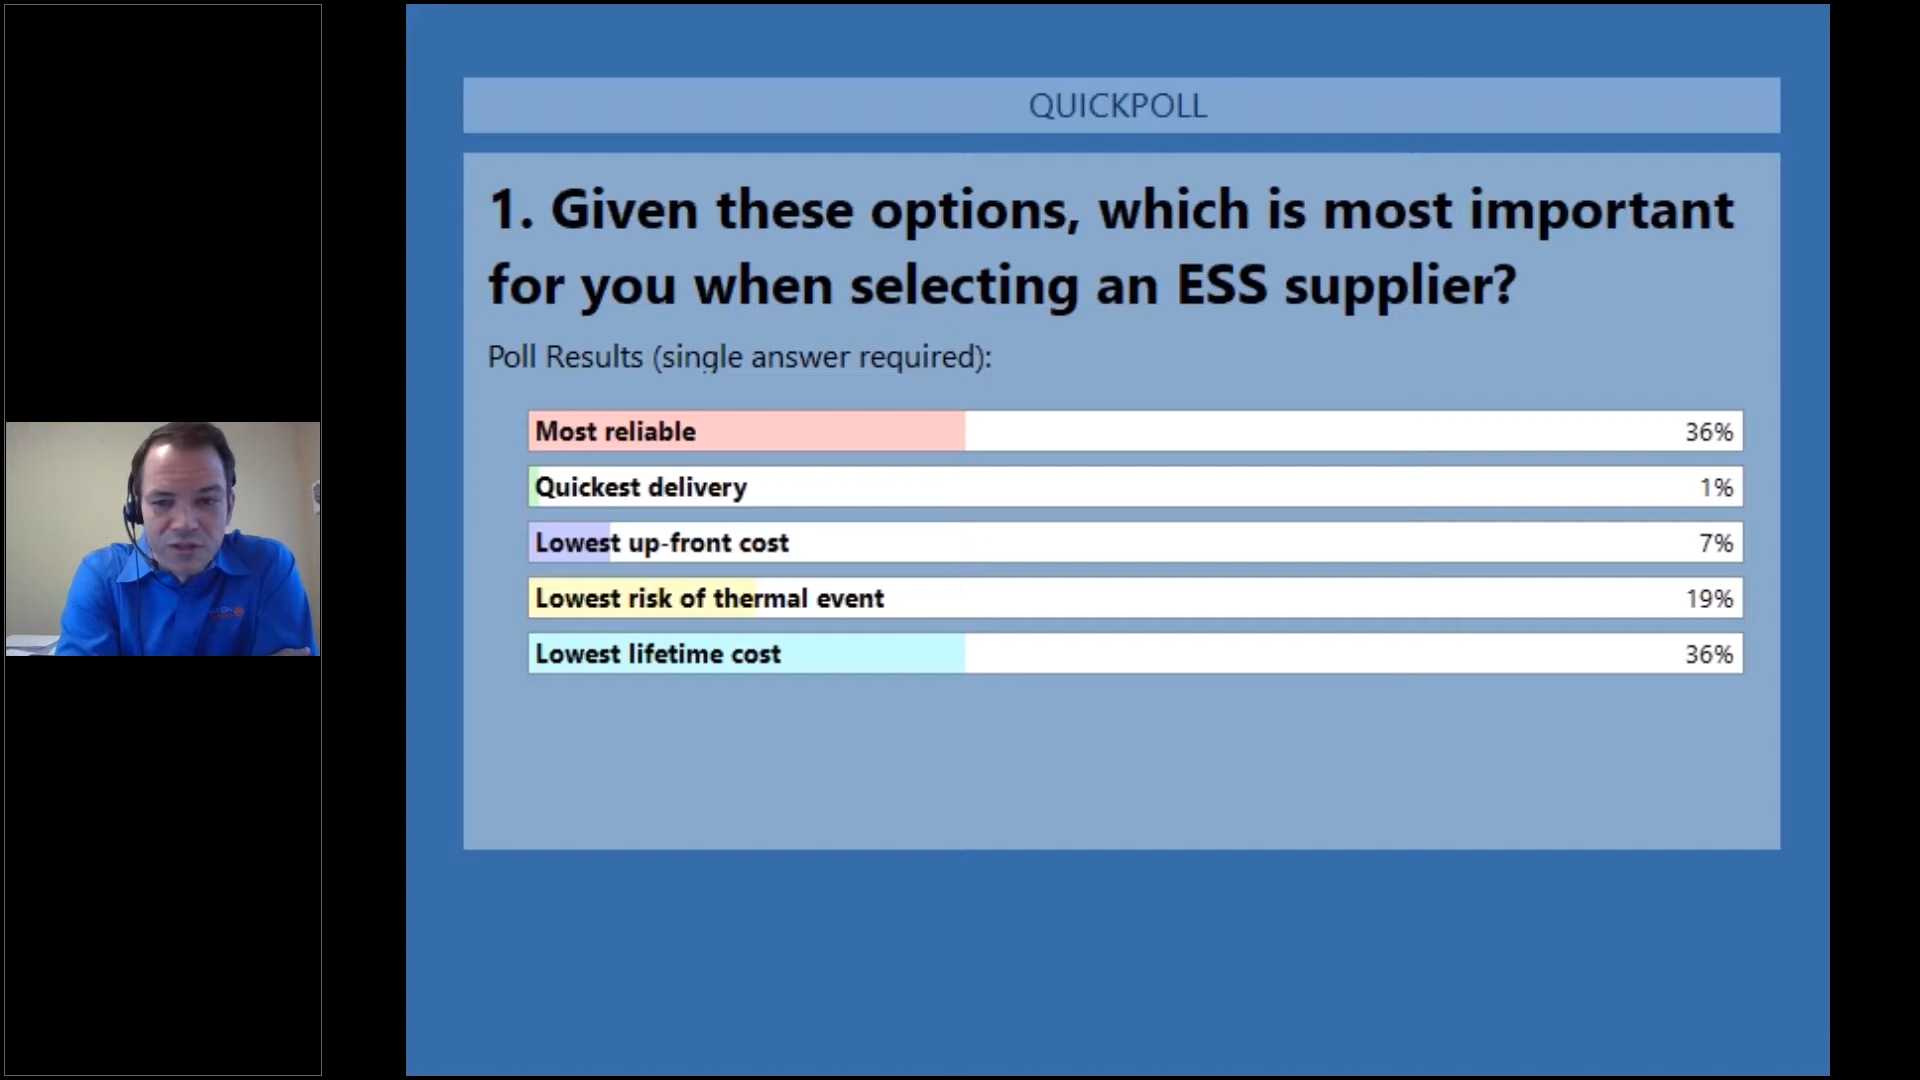 QUICKPOLL
1. Given these options, which is most important
for you when selecting an ESS supplier?
Poll Results (single answer required):
Most reliable 36%
Quickest delivery 1%
Lowest up-front cost 7%
Lowest risk of thermal event 19%
Lowest lifetime cost 36%